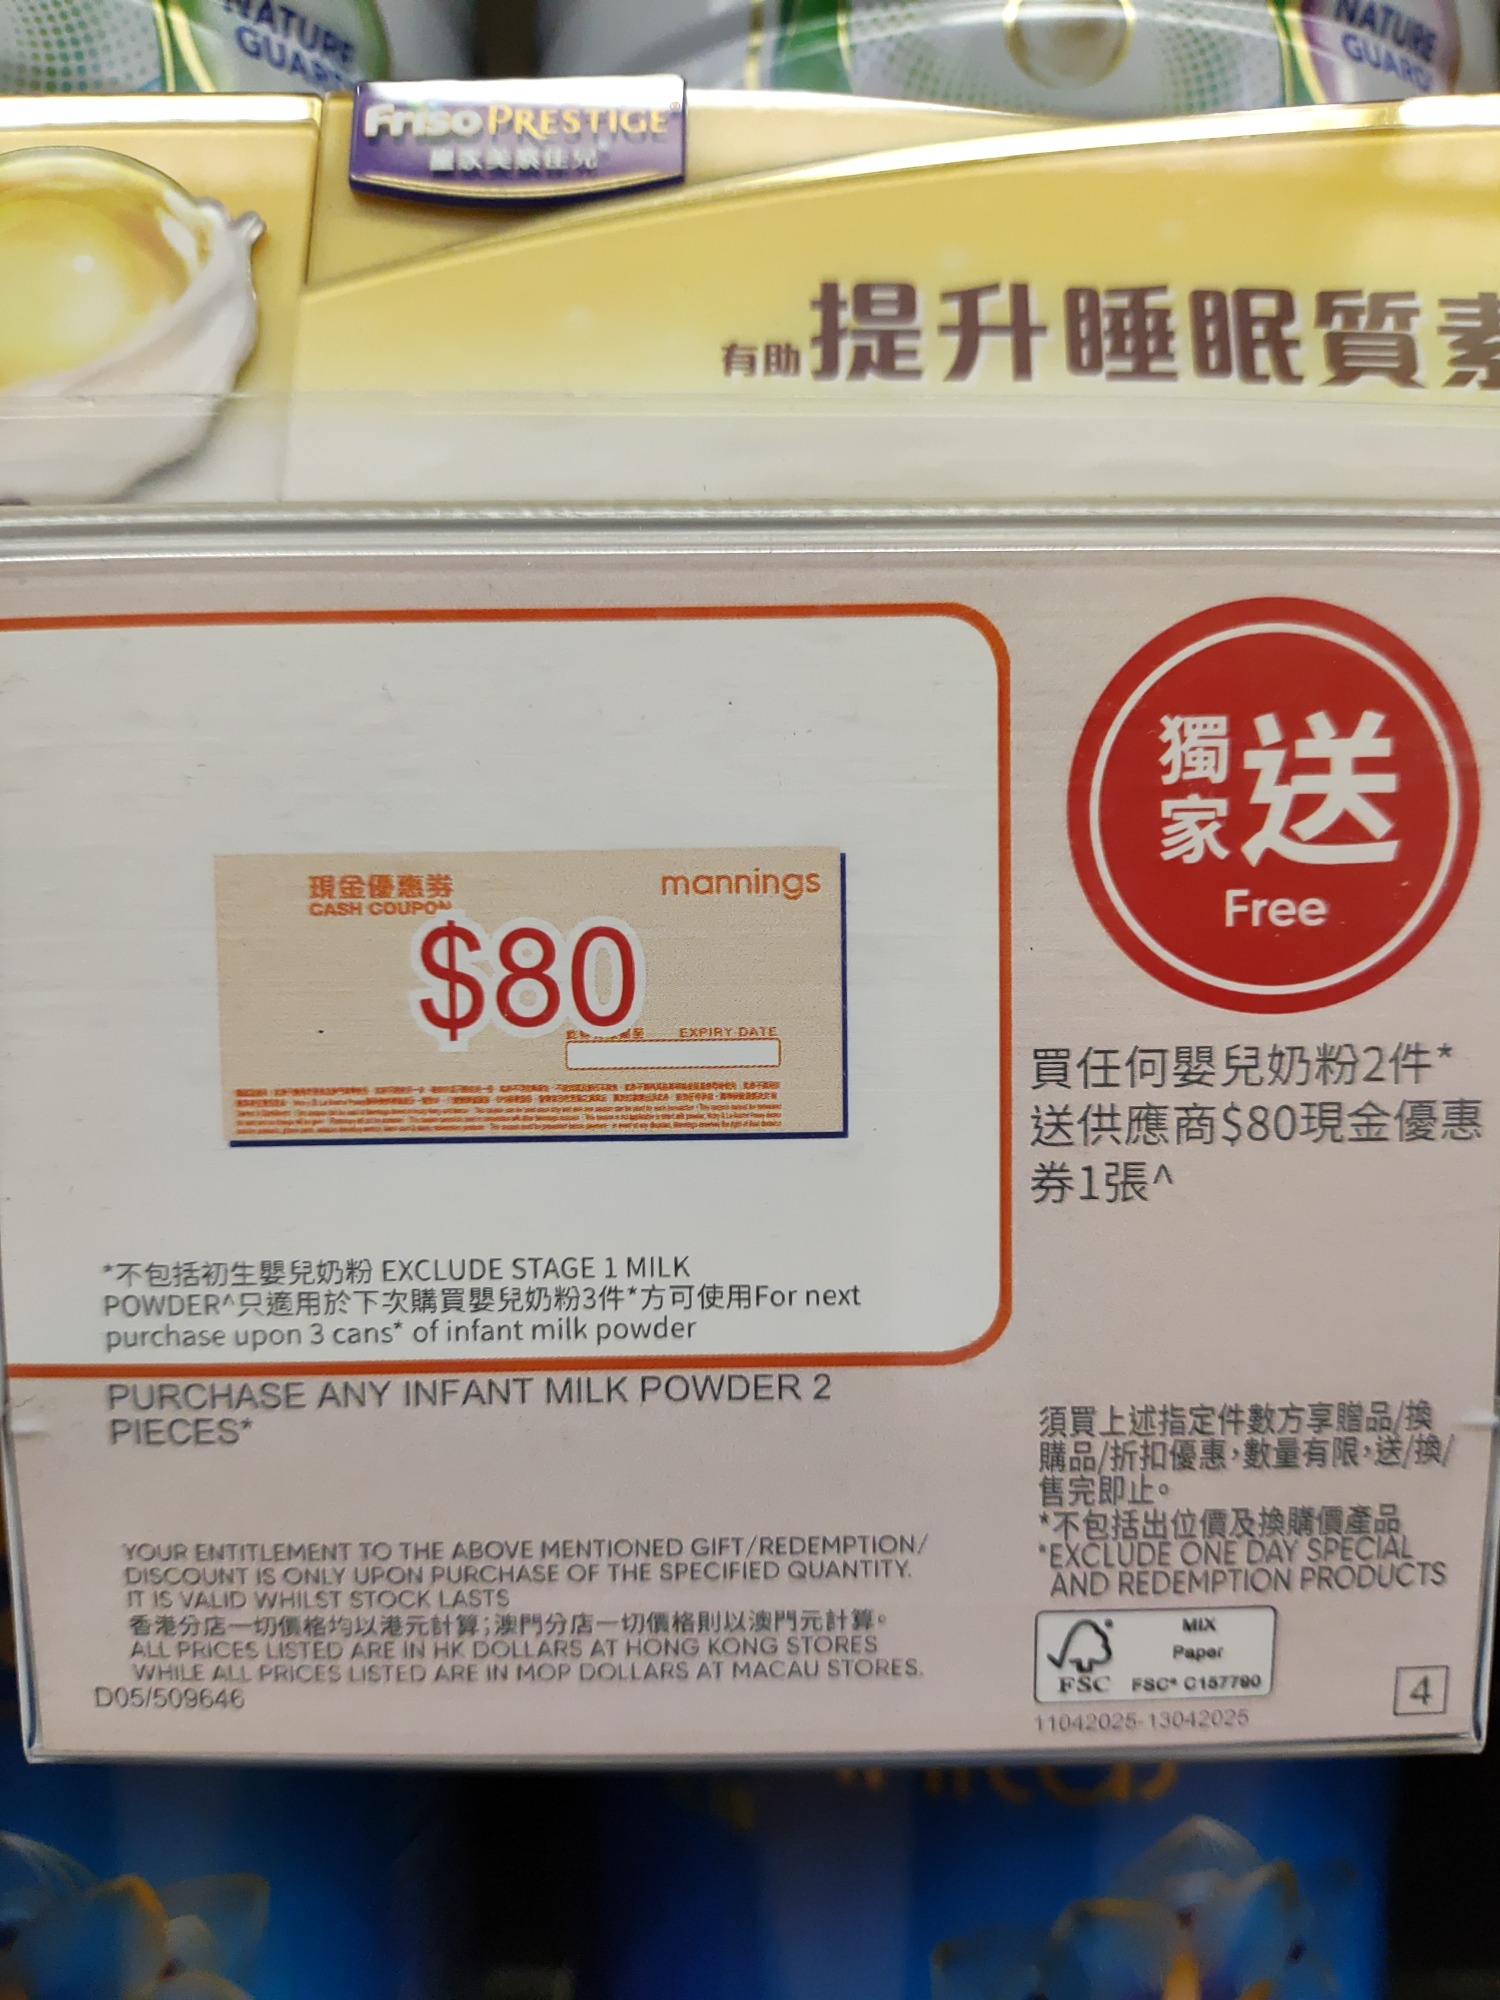 NATURE
GUARD
NATURE
GUARD
Friso PRESTIGE®
皇家美素佳兒
有助提升睡眠質素
獨家送
Free
現金優惠券
CASH COUPON
mannings
$80
EXPIRY DATE
買任何嬰兒奶粉2件*
送供應商$80現金優惠
券1張^
*不包括初生嬰兒奶粉 EXCLUDE STAGE 1 MILK
POWDER^只適用於下次購買嬰兒奶粉3件*方可使用For next
purchase upon 3 cans* of infant milk powder
PURCHASE ANY INFANT MILK POWDER 2
PIECES*
須買上述指定件數方享贈品/換
購品/折扣優惠，數量有限，送/換/
售完即止。
*不包括出位價及換購價產品
*EXCLUDE ONE DAY SPECIAL
AND REDEMPTION PRODUCTS
YOUR ENTITLEMENT TO THE ABOVE MENTIONED GIFT/REDEMPTION/
DISCOUNT IS ONLY UPON PURCHASE OF THE SPECIFIED QUANTITY.
IT IS VALID WHILST STOCK LASTS
香港分店一切價格均以港元計算；澳門分店一切價格則以澳門元計算。
ALL PRICES LISTED ARE IN HK DOLLARS AT HONG KONG STORES
WHILE ALL PRICES LISTED ARE IN MOP DOLLARS AT MACAU STORES.
D05/509646
FSC
MIX
Paper
FSC® C157790
4
11042025-13042025